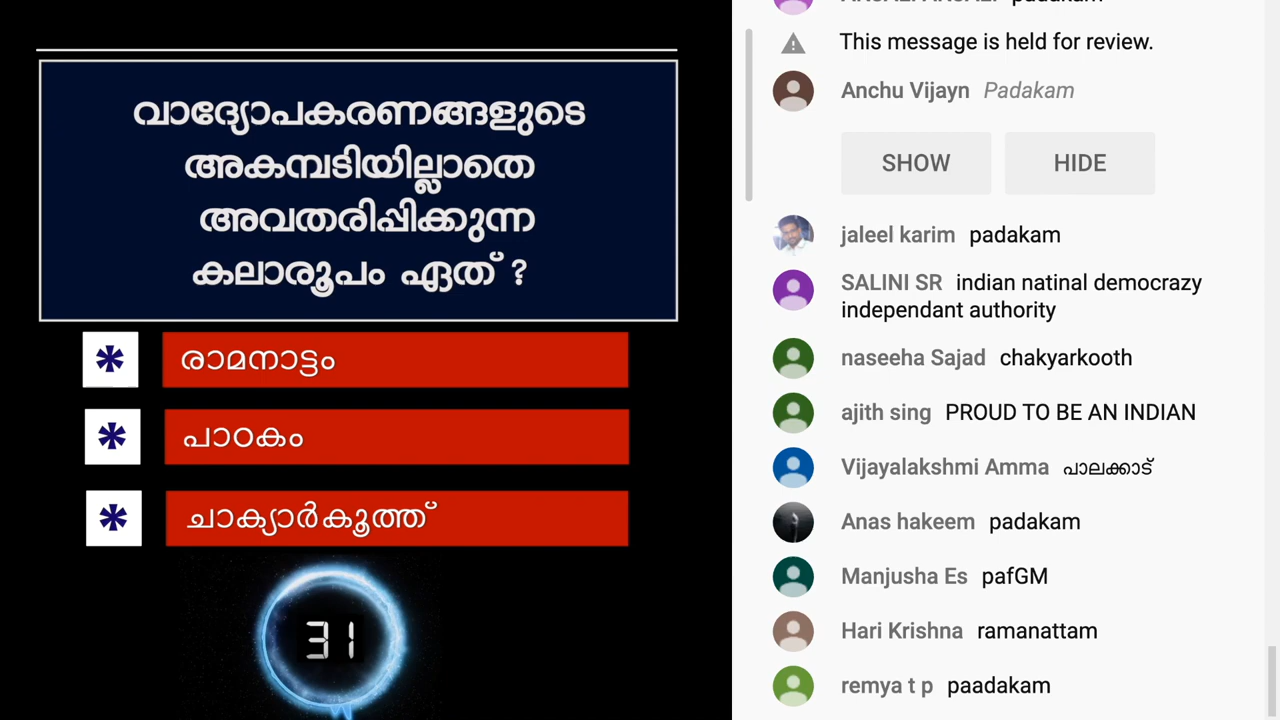 വാദ്യോപകരണങ്ങളുടെ
അകമ്പടിയില്ലാതെ
അവതരിപ്പിക്കുന്ന
കലാരൂപം ഏത് ?
* രാമനാട്ടം
* പാഠകം
* ചാക്യാർകൂത്ത്
31
padakam
This message is held for review.
Anchu Vijayn Padakam
SHOW HIDE
jaleel karim padakam
SALINI SR indian natinal democrazy
independant authority
naseeha Sajad chakyarkooth
ajith sing PROUD TO BE AN INDIAN
Vijayalakshmi Amma പാലക്കാട്
Anas hakeem padakam
Manjusha Es pafGM
Hari Krishna ramanattam
remya t p paadakam